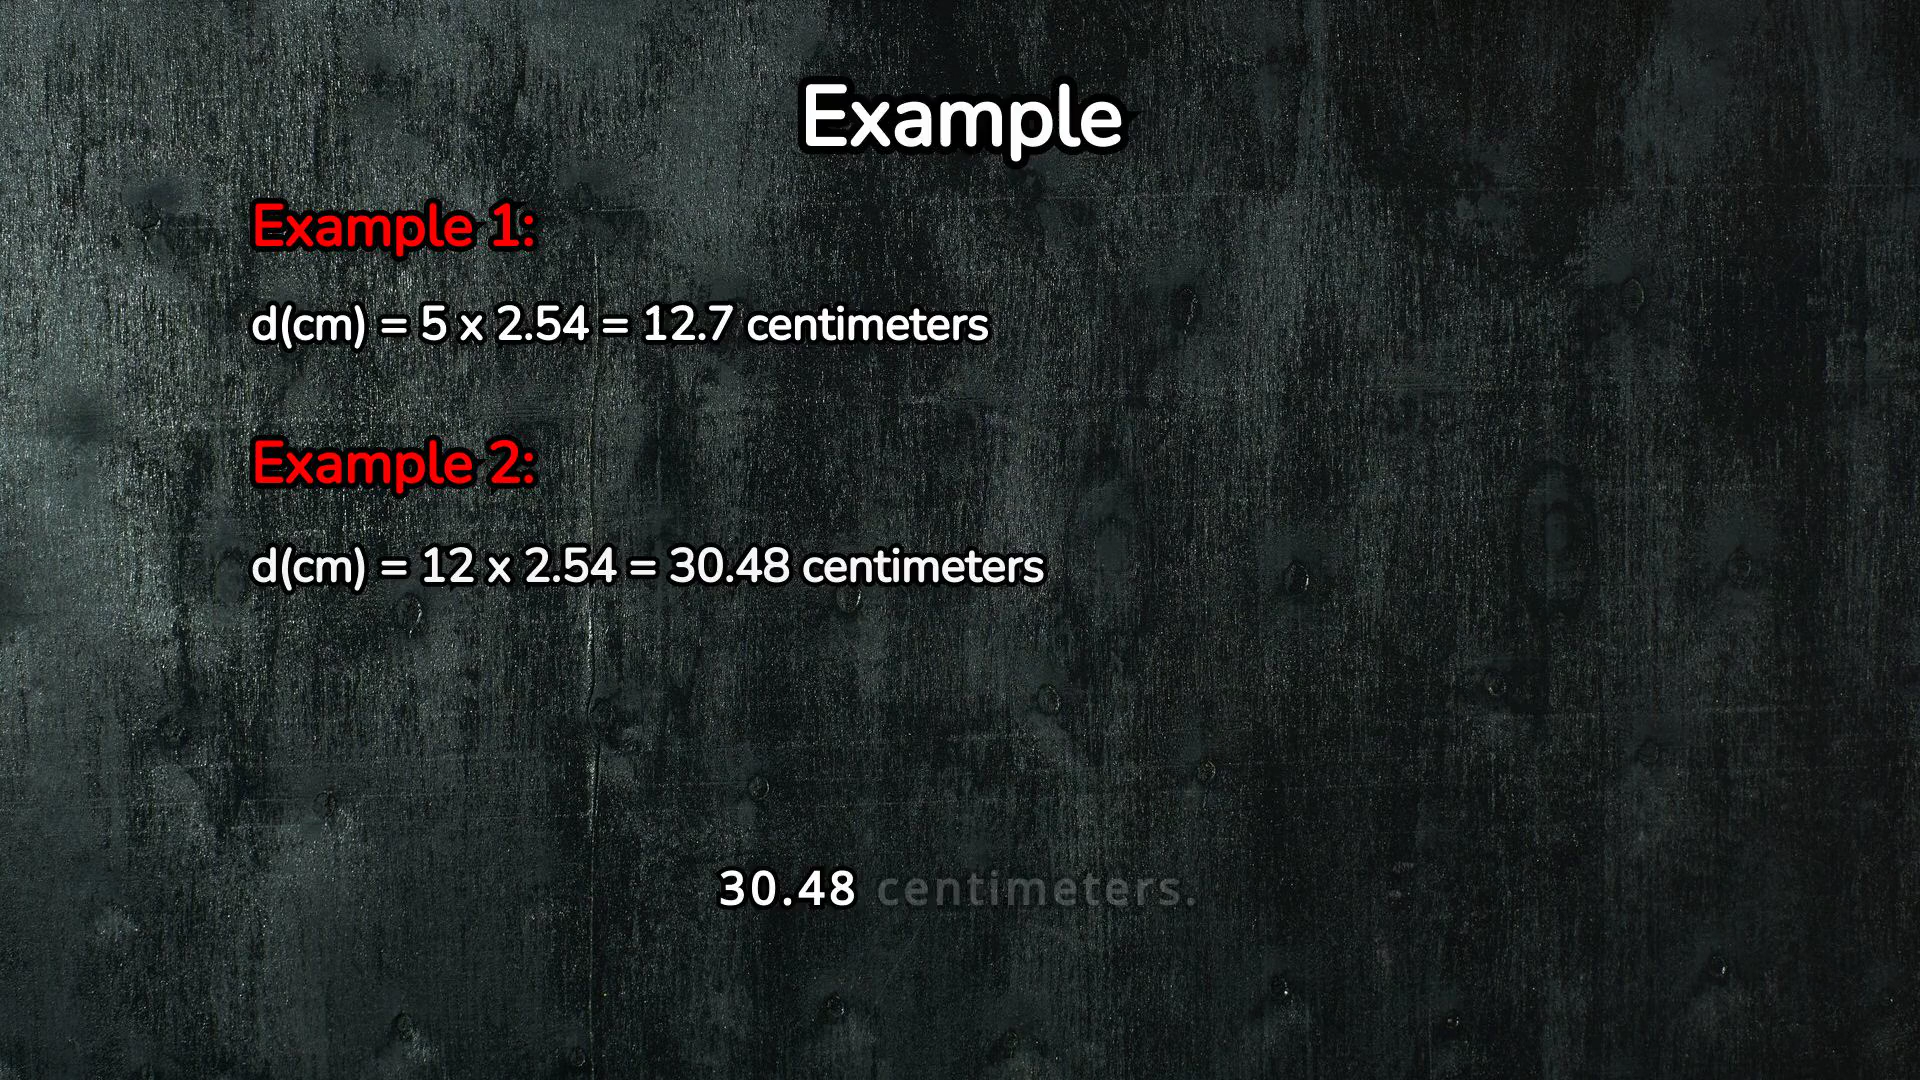 Example
Example 1:
d(cm) = 5 x 2.54 = 12.7 centimeters
Example 2:
d(cm) = 12 x 2.54 = 30.48 centimeters
30.48 centimeters.